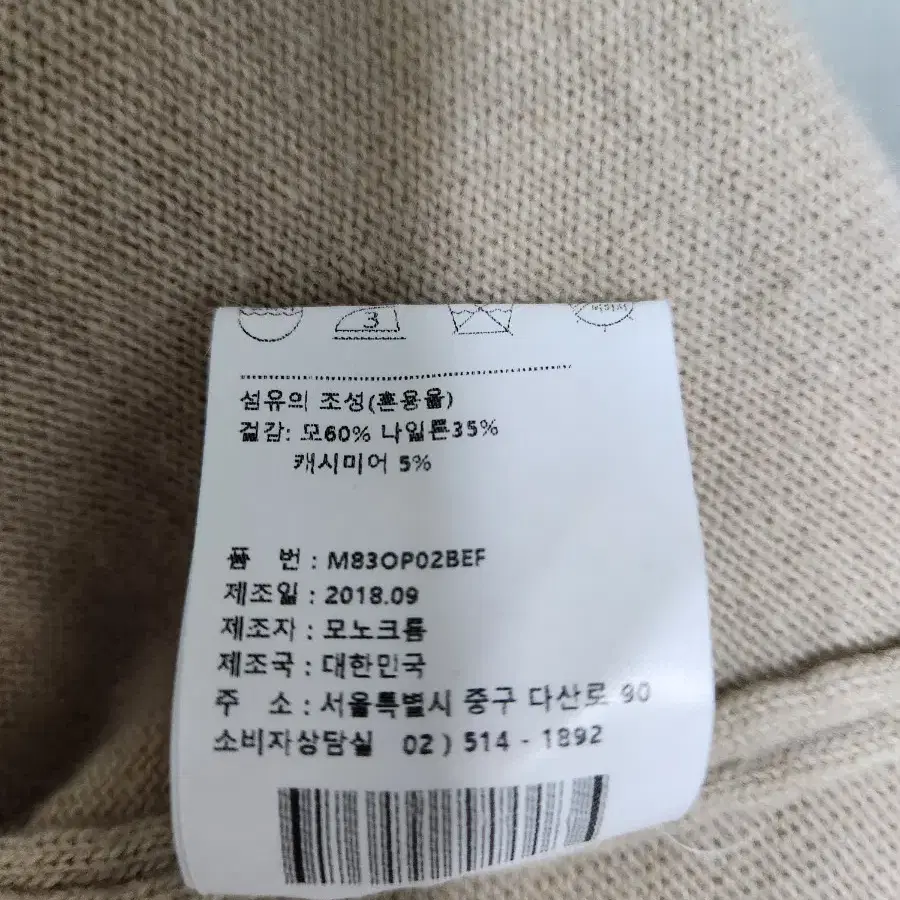 3
섬유의 조성(혼용율)
겉감: 모60% 나일론35%
캐시미어 5%
품 번 : M83OP02BEF
제조일 : 2018.09
제조자 : 모노크롬
제조국 : 대한민국
주 소 : 서울특별시 중구 다산로 90
소비자상담실 02 ) 514 - 1892